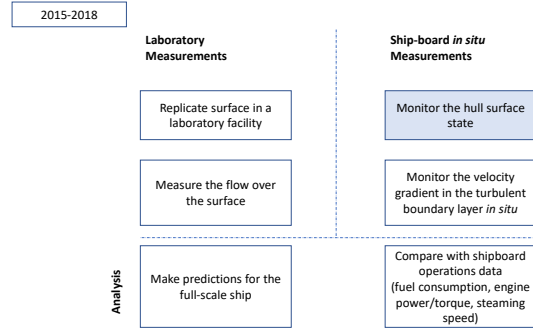 2015-2018
Laboratory
Measurements
Ship-board in situ
Measurements
Replicate surface in a
laboratory facility
Monitor the hull surface
state
Measure the flow over
the surface
Monitor the velocity
gradient in the turbulent
boundary layer in situ
Analysis
Make predictions for the
full-scale ship
Compare with shipboard
operations data
(fuel consumption, engine
power/torque, steaming
speed)